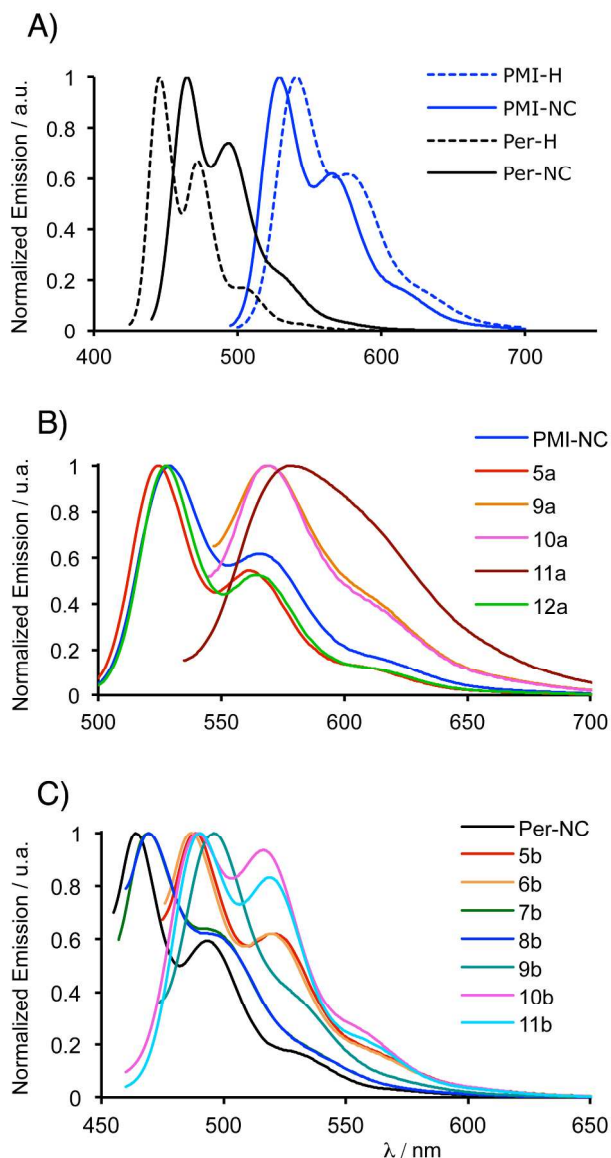 A)
Normalized Emission / a.u.
1
0.8
0.6
0.4
0.2
0
400
500
600
700
PMI-H
PMI-NC
Per-H
Per-NC
B)
Normalized Emission / u.a.
1
0.8
0.6
0.4
0.2
0
500
550
600
650
700
PMI-NC
5a
9a
10a
11a
12a
C)
Normalized Emission / u.a.
1
0.8
0.6
0.4
0.2
0
450
500
550
600
650
λ / nm
Per-NC
5b
6b
7b
8b
9b
10b
11b